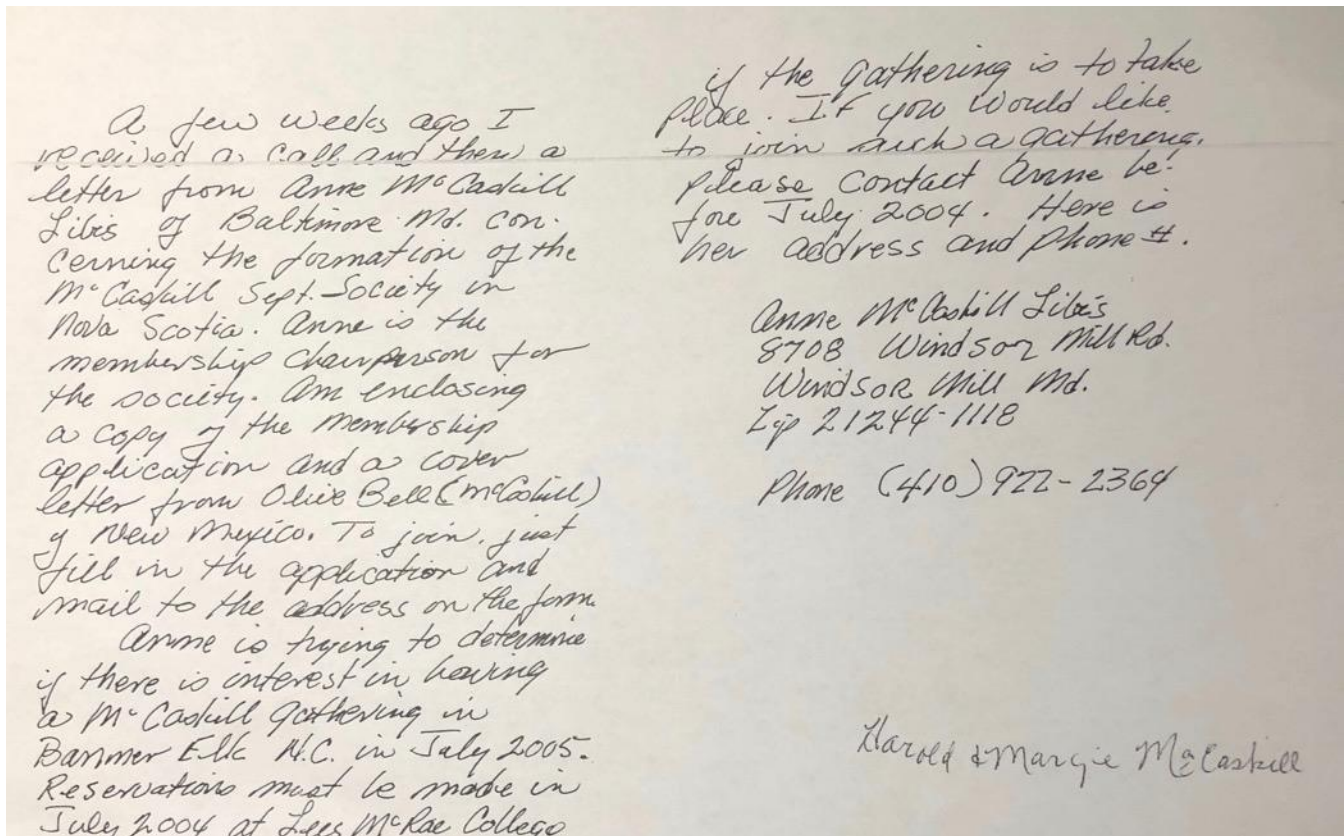 A few weeks ago I
received a call and then a
letter from Anne McCaskill
Libis of Baltimore Md. con-
cerning the formation of the
McCaskill Sept. Society in
Nova Scotia. Anne is the
membership chairperson for
the society. Am enclosing
a copy of the membership
application and a cover
letter from Olive Bell (McCaskill)
of New Mexico. To join, just
fill in the application and
mail to the address on the form.
Anne is trying to determine
if there is interest in having
a McCaskill gathering in
Banner Elk N.C. in July 2005.
Reservations must be made in
July 2004 at Lees McRae College
if the gathering is to take
place. If you would like
to join such a gathering,
please contact Anne be-
fore July 2004. Here is
her address and phone #.
Anne McCaskill Libis
8708 Windsor Mill Rd.
Windsor Mill Md.
Zip 21244-1118
Phone (410) 922-2364
Harold & Margie McCaskill